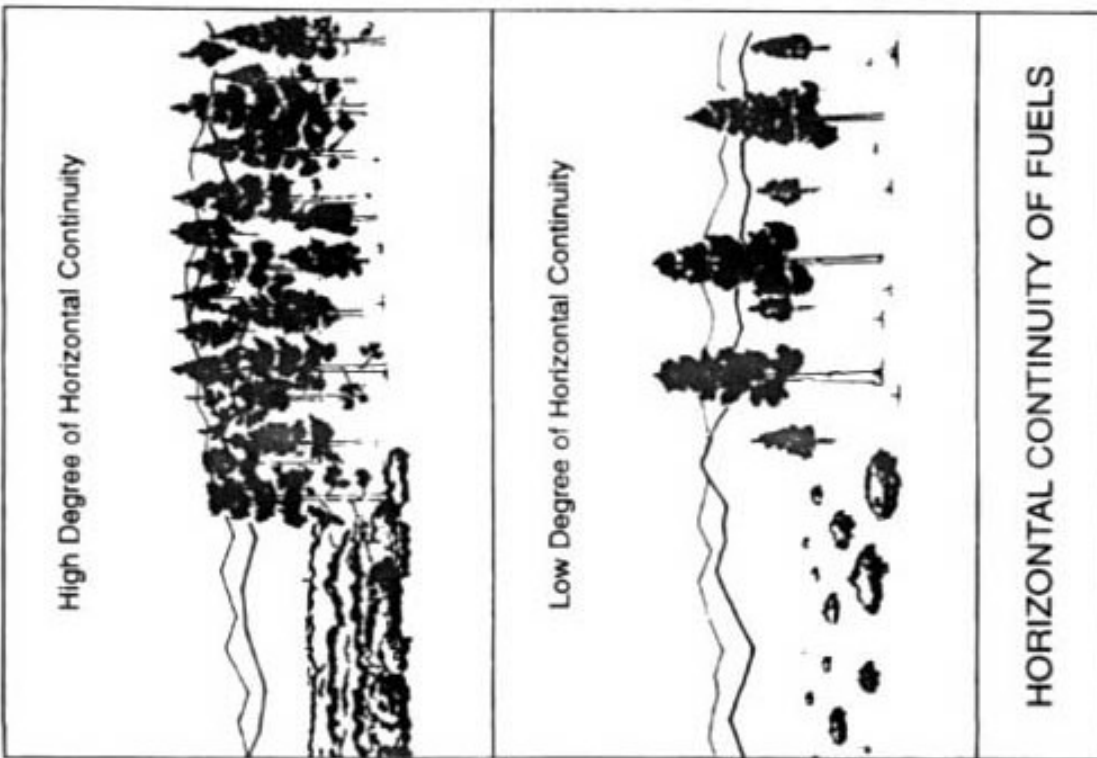 High Degree of Horizontal Continuity
Low Degree of Horizontal Continuity
HORIZONTAL CONTINUITY OF FUELS